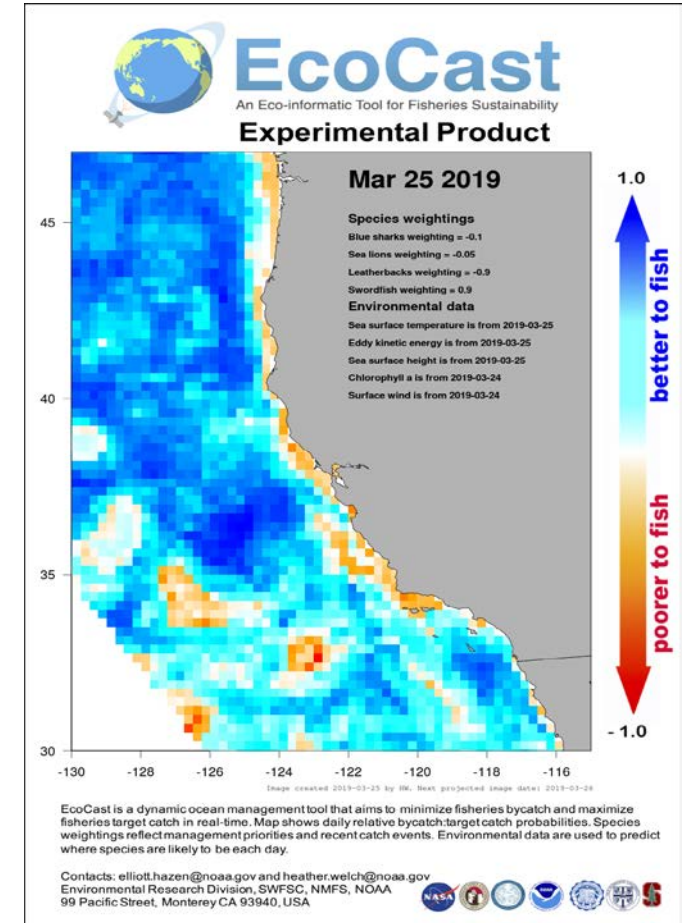 EcoCast
An Eco-informatic Tool for Fisheries Sustainability
Experimental Product
Mar 25 2019
Species weightings
Blue sharks weighting = -0.1
Sea lions weighting = -0.05
Leatherbacks weighting = -0.9
Swordfish weighting = 0.9
Environmental data
Sea surface temperature is from 2019-03-25
Eddy kinetic energy is from 2019-03-25
Sea surface height is from 2019-03-25
Chlorophyll a is from 2019-03-24
Surface wind is from 2019-03-24
1.0
better to fish
poorer to fish
- 1.0
45
40
35
30
-130
-128
-126
-124
-122
-120
-118
-116
Image created 2019-03-25 by HW. Next projected image date: 2019-03-26
EcoCast is a dynamic ocean management tool that aims to minimize fisheries bycatch and maximize
fisheries target catch in real-time. Map shows daily relative bycatch:target catch probabilities. Species
weightings reflect management priorities and recent catch events. Environmental data are used to predict
where species are likely to be each day.
Contacts: elliott.hazen@noaa.gov and heather.welch@noaa.gov
Environmental Research Division, SWFSC, NMFS, NOAA
99 Pacific Street, Monterey CA 93940, USA
NASA